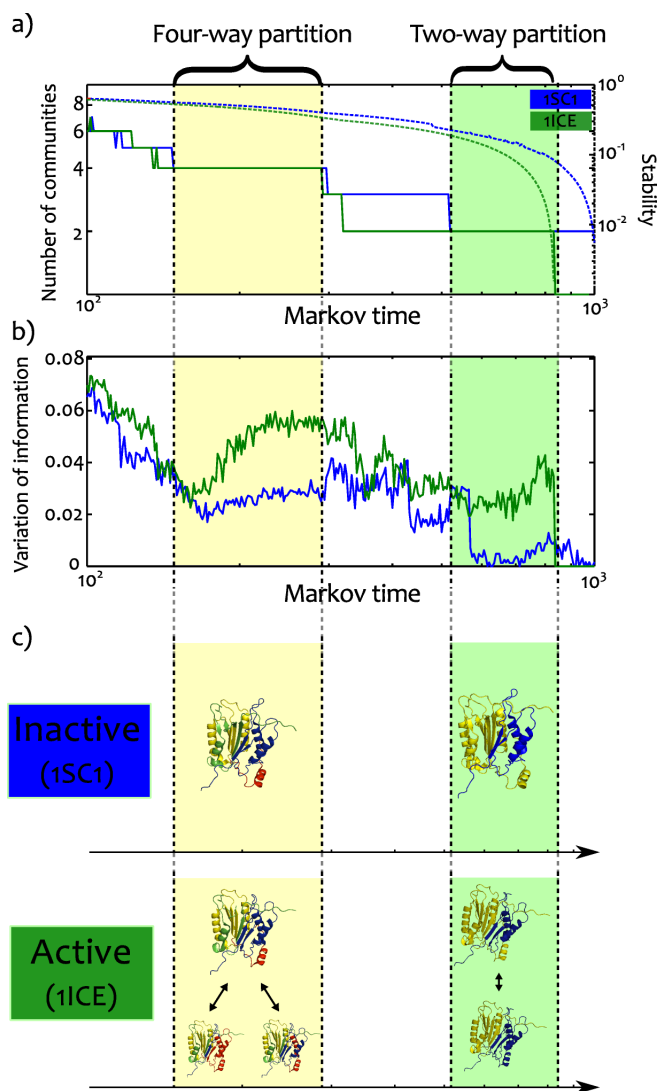 a)
Four-way partition
Two-way partition
Number of communities
8
6
4
2
1SC1
1ICE
10^0
10^-1
10^-2
Stability
10^2
Markov time
10^3
b)
Variation of information
0.08
0.06
0.04
0.02
0
10^2
Markov time
10^3
c)
Inactive
(1SC1)
Active
(1ICE)